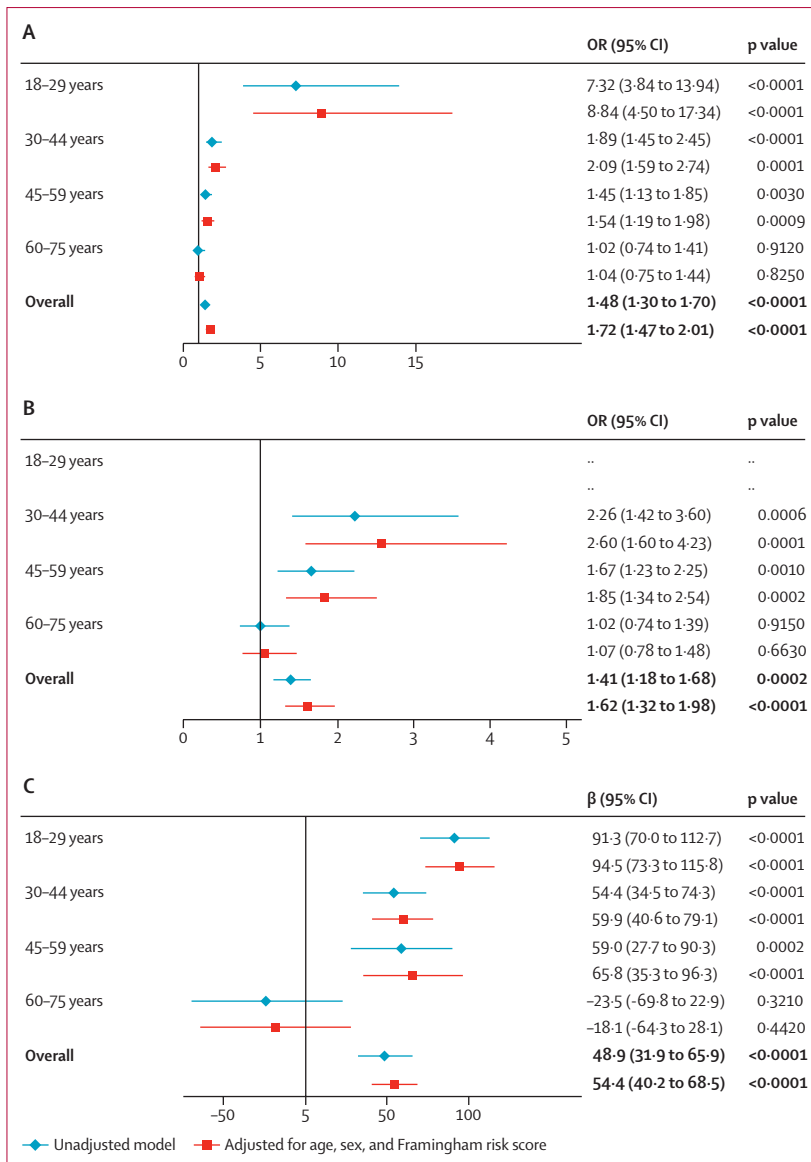 A
OR (95% CI) p value
18–29 years 7·32 (3·84 to 13·94) <0·0001
8·84 (4·50 to 17·34) <0·0001
30–44 years 1·89 (1·45 to 2·45) <0·0001
2·09 (1·59 to 2·74) 0·0001
45–59 years 1·45 (1·13 to 1·85) 0·0030
1·54 (1·19 to 1·98) 0·0009
60–75 years 1·02 (0·74 to 1·41) 0·9120
1·04 (0·75 to 1·44) 0·8250
Overall 1·48 (1·30 to 1·70) <0·0001
1·72 (1·47 to 2·01) <0·0001
0 5 10 15
B
OR (95% CI) p value
18–29 years ·· ··
·· ··
30–44 years 2·26 (1·42 to 3·60) 0.0006
2·60 (1·60 to 4·23) 0·0001
45–59 years 1·67 (1·23 to 2·25) 0·0010
1·85 (1·34 to 2·54) 0·0002
60–75 years 1·02 (0·74 to 1·39) 0·9150
1·07 (0·78 to 1·48) 0·6630
Overall 1·41 (1·18 to 1·68) 0·0002
1·62 (1·32 to 1·98) <0·0001
0 1 2 3 4 5
C
β (95% CI) p value
18–29 years 91·3 (70·0 to 112·7) <0·0001
94·5 (73·3 to 115·8) <0·0001
30–44 years 54·4 (34·5 to 74·3) <0·0001
59·9 (40·6 to 79·1) <0·0001
45–59 years 59·0 (27·7 to 90·3) 0·0002
65·8 (35·3 to 96·3) <0·0001
60–75 years –23·5 (-69·8 to 22·9) 0·3210
–18·1 (-64·3 to 28·1) 0·4420
Overall 48·9 (31·9 to 65·9) <0·0001
54·4 (40·2 to 68·5) <0·0001
–50 5 50 100
Unadjusted model Adjusted for age, sex, and Framingham risk score